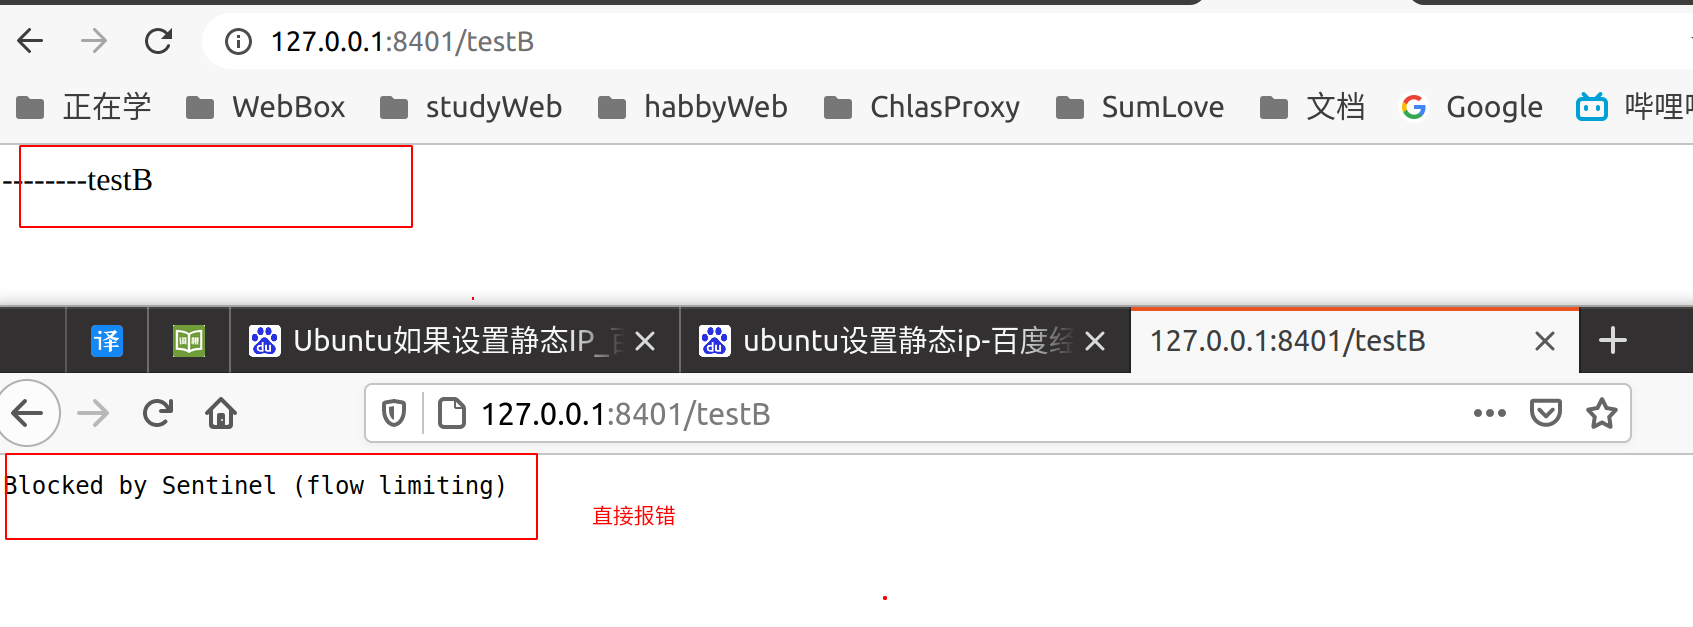 127.0.0.1:8401/testB
正在学 WebBox studyWeb habbyWeb ChlasProxy SumLove 文档 Google 哔哩
--------testB
译 Ubuntu如果设置静态IP_百 ubuntu设置静态ip-百度经 127.0.0.1:8401/testB
127.0.0.1:8401/testB
Blocked by Sentinel (flow limiting)
直接报错